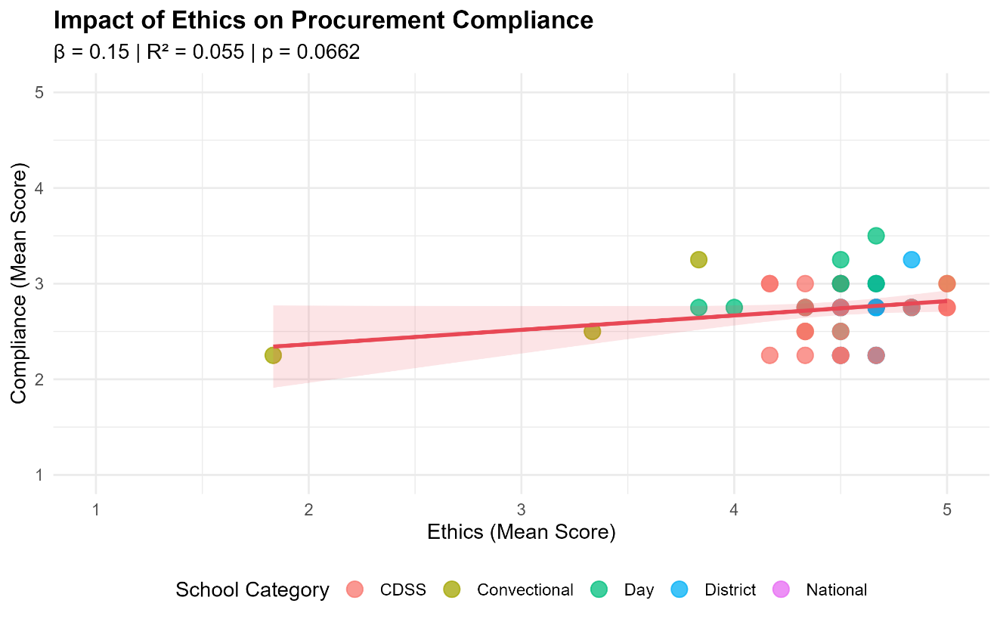 Impact of Ethics on Procurement Compliance
β = 0.15 | R² = 0.055 | p = 0.0662
5
4
3
2
1
Compliance (Mean Score)
1 2 3 4 5
Ethics (Mean Score)
School Category CDSS Convectional Day District National